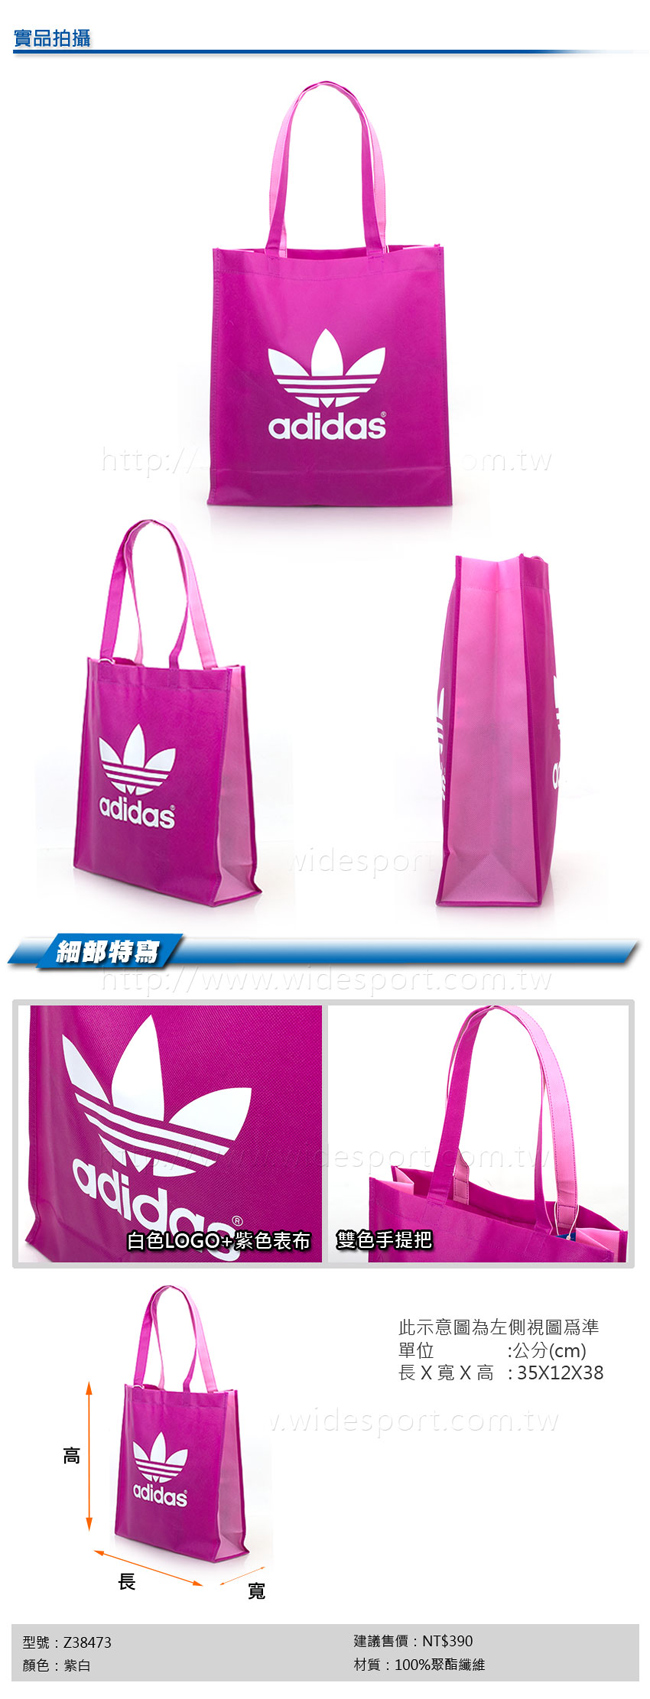 實品拍攝
adidas®
http://
om.tw
adidas®
widesport
細部特寫
http://www.widesport.com.tw
adidas®
widesport
om.tw
白色LOGO+紫色表布
雙色手提把
此示意圖為左側視圖爲準
單位 :公分(cm)
長 X 寬 X 高 : 35X12X38
w.widesport.com.tw
adidas®
高
長
寬
型號：Z38473
建議售價：NT$390
顏色：紫白
材質：100%聚酯纖維